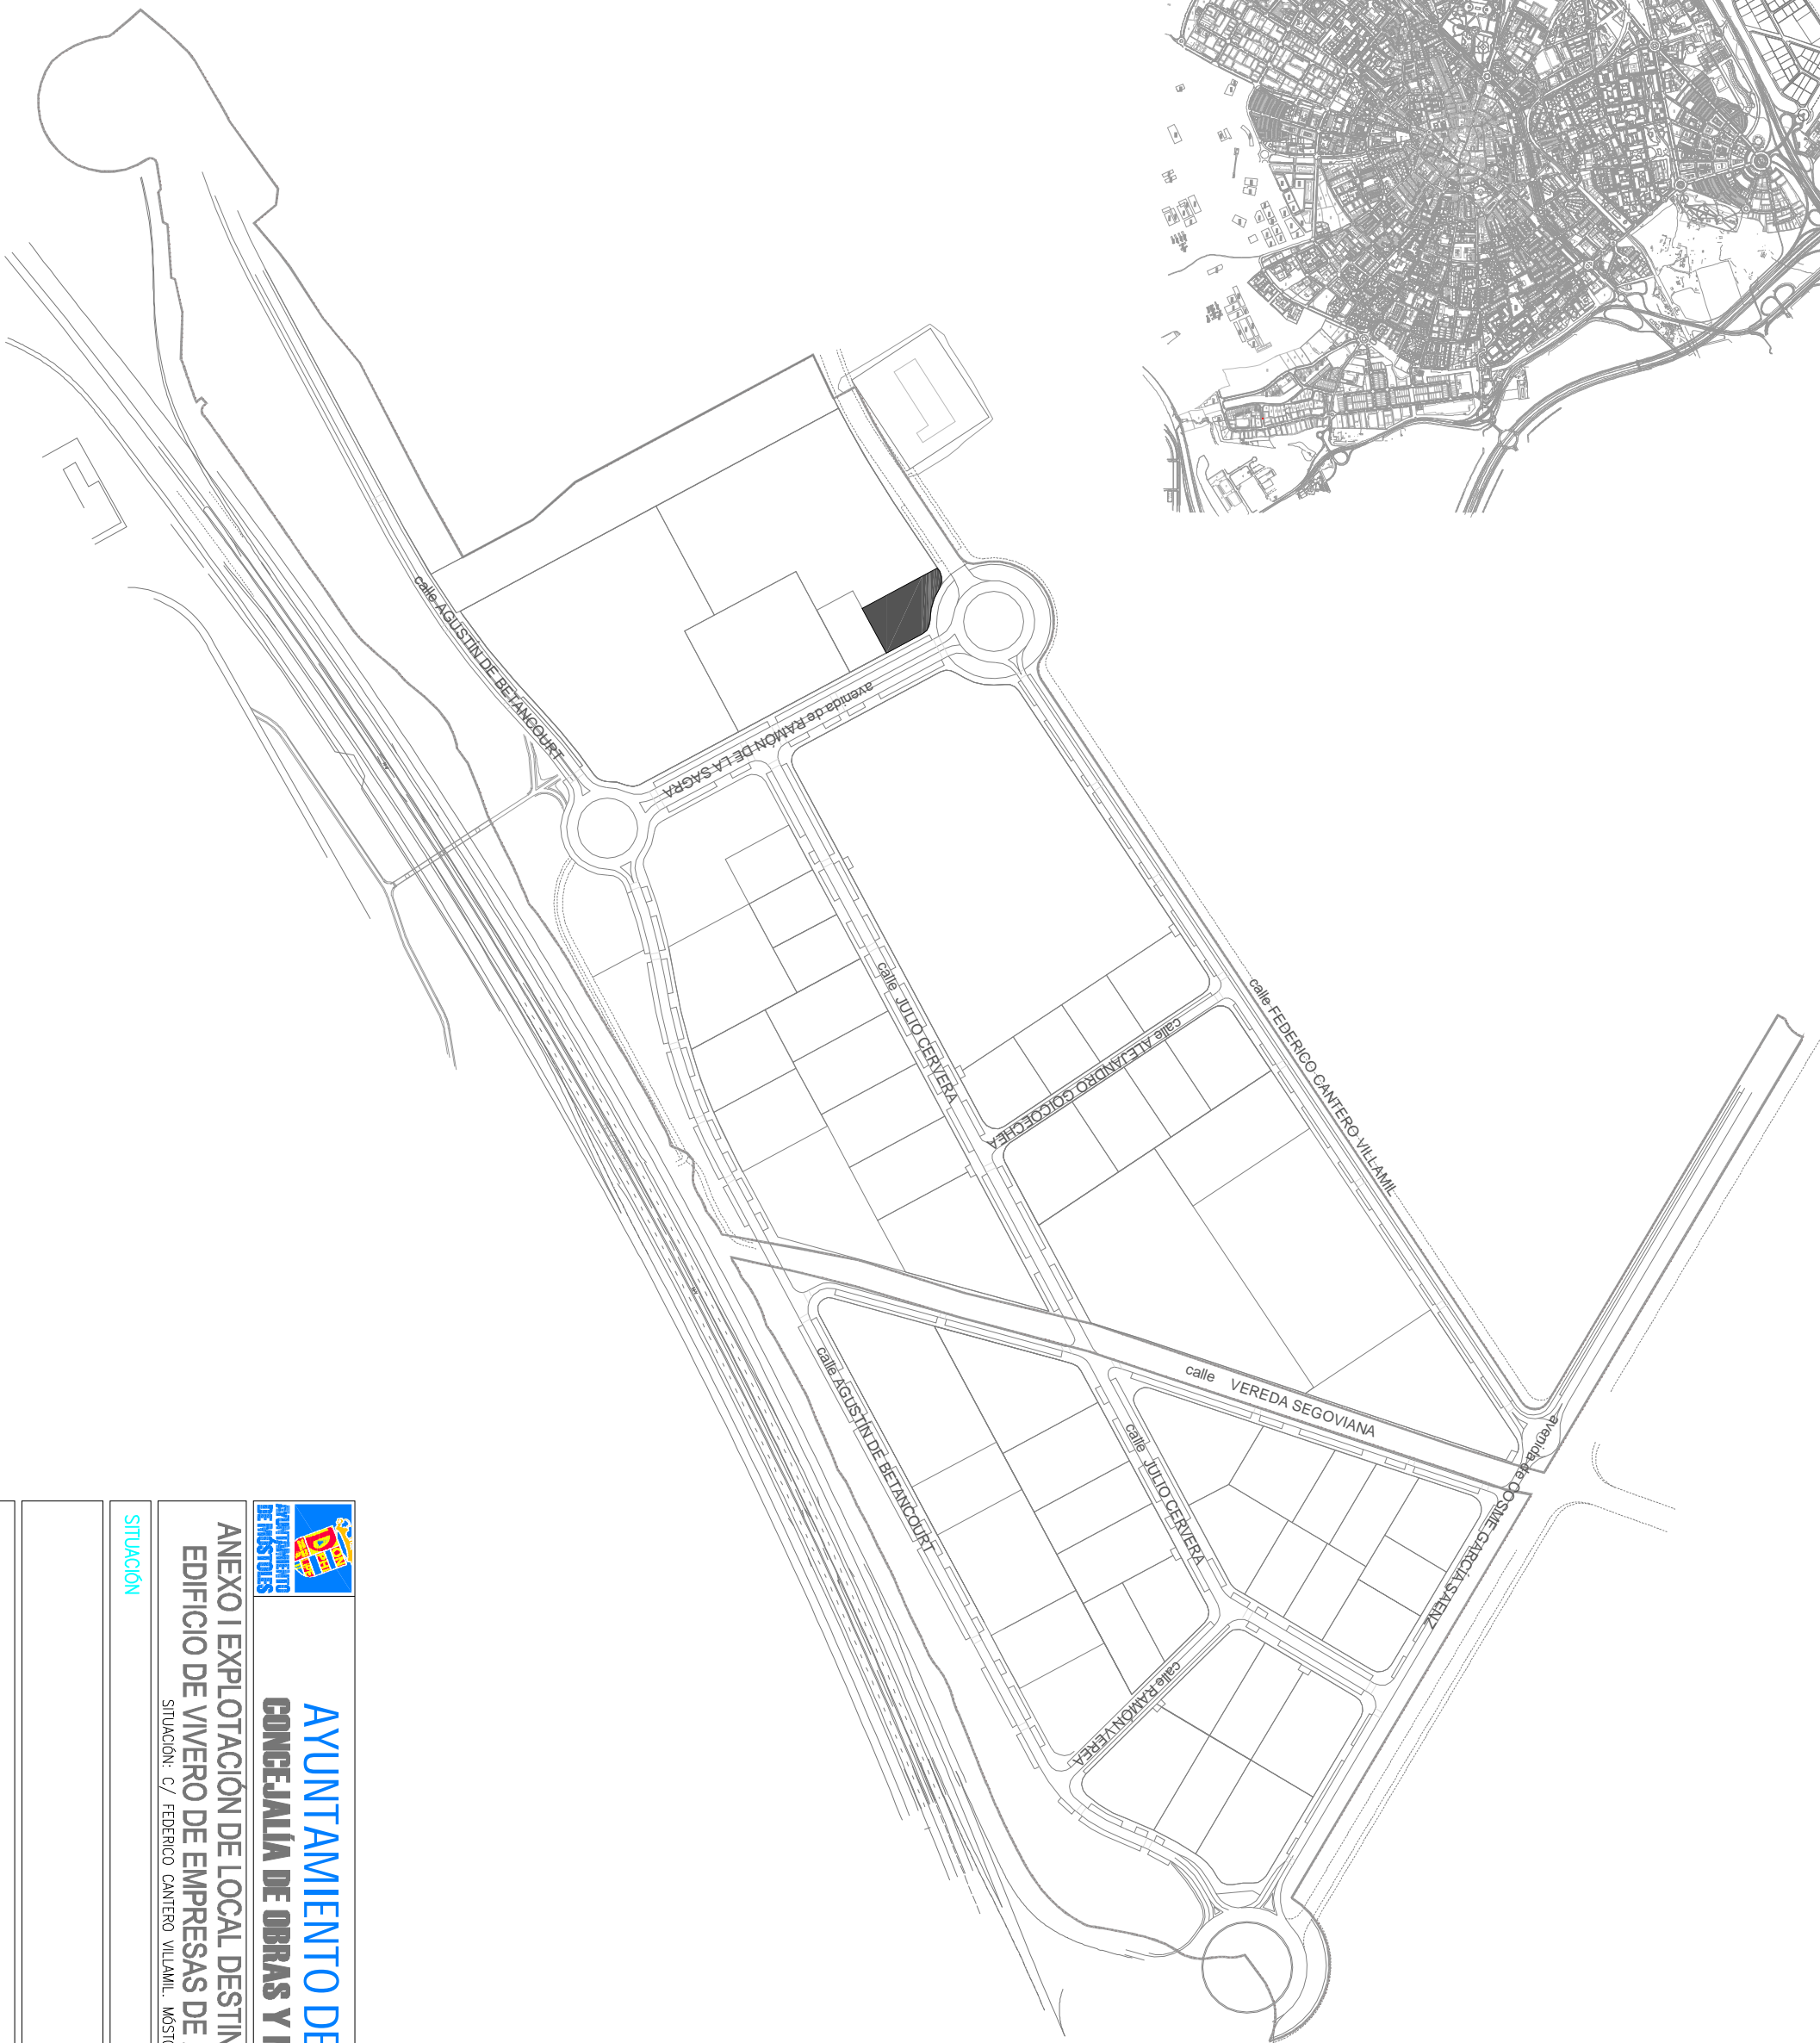 calle AGUSTÍN DE BETANCOURT
avenida de RAMÓN DE LA SAGRA
calle JULIO CERVERA
calle ALEJANDRO GOICOECHEA
calle FEDERICO CANTERO VILLAMIL
calle VEREDA SEGOVIANA
avenida de COSME GARCÍA SAENZ
calle AGUSTÍN DE BETANCOURT
calle JULIO CERVERA
calle RAMÓN VEREA
AYUNTAMIENTO
DE MÓSTOLES
AYUNTAMIENTO DE
CONCEJALÍA DE OBRAS Y
ANEXO I EXPLOTACIÓN DE LOCAL DESTIN
EDIFICIO DE VIVERO DE EMPRESAS DE
SITUACIÓN: C/ FEDERICO CANTERO VILLAMIL. MÓSTO
SITUACIÓN